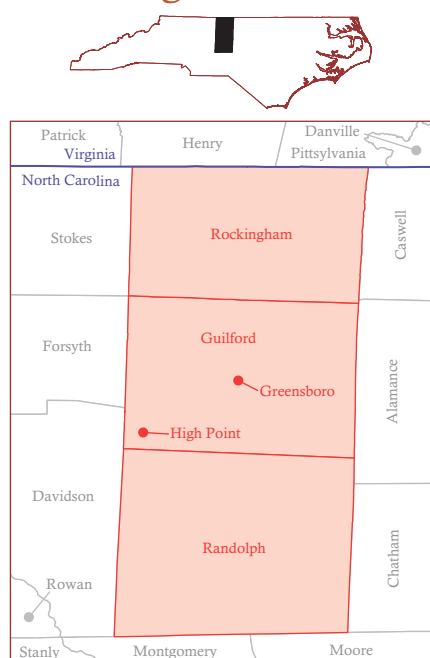 Patrick
Henry
Danville
Virginia
Pittsylvania
North Carolina
Stokes
Rockingham
Caswell
Forsyth
Guilford
Greensboro
Alamance
High Point
Davidson
Randolph
Chatham
Rowan
Stanly
Montgomery
Moore